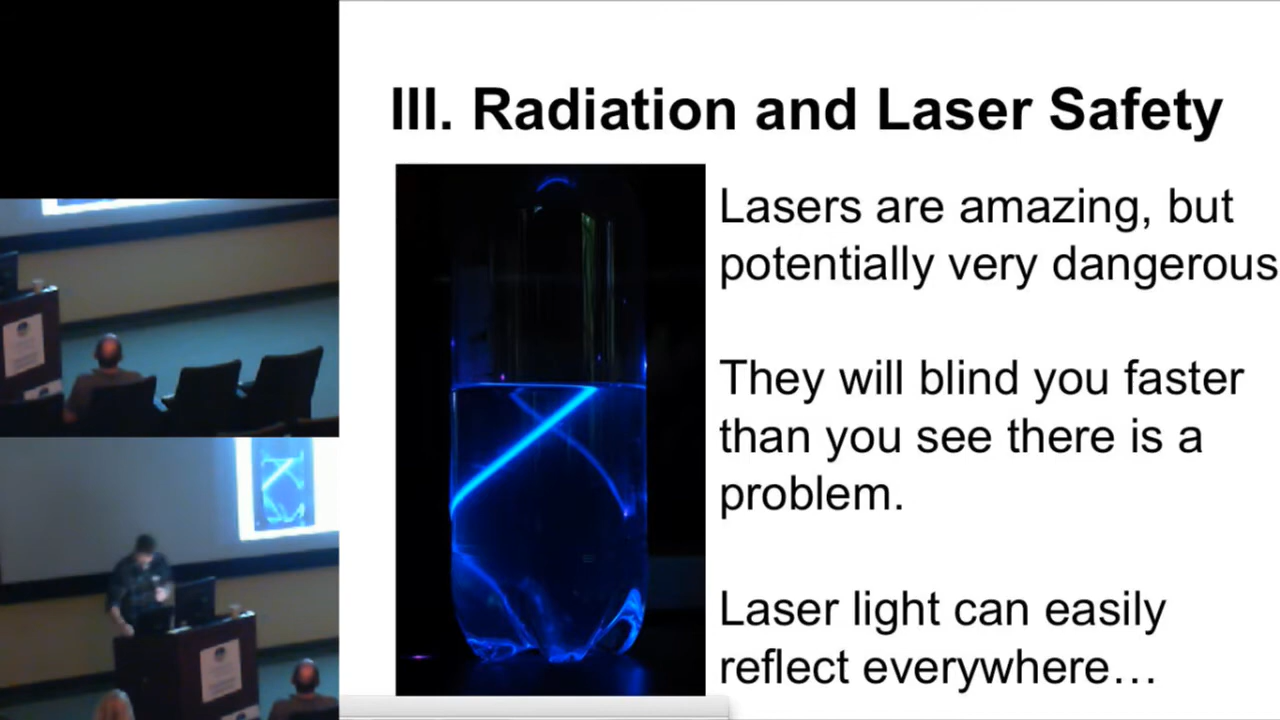 III. Radiation and Laser Safety
Lasers are amazing, but
potentially very dangerous
They will blind you faster
than you see there is a
problem.
Laser light can easily
reflect everywhere…